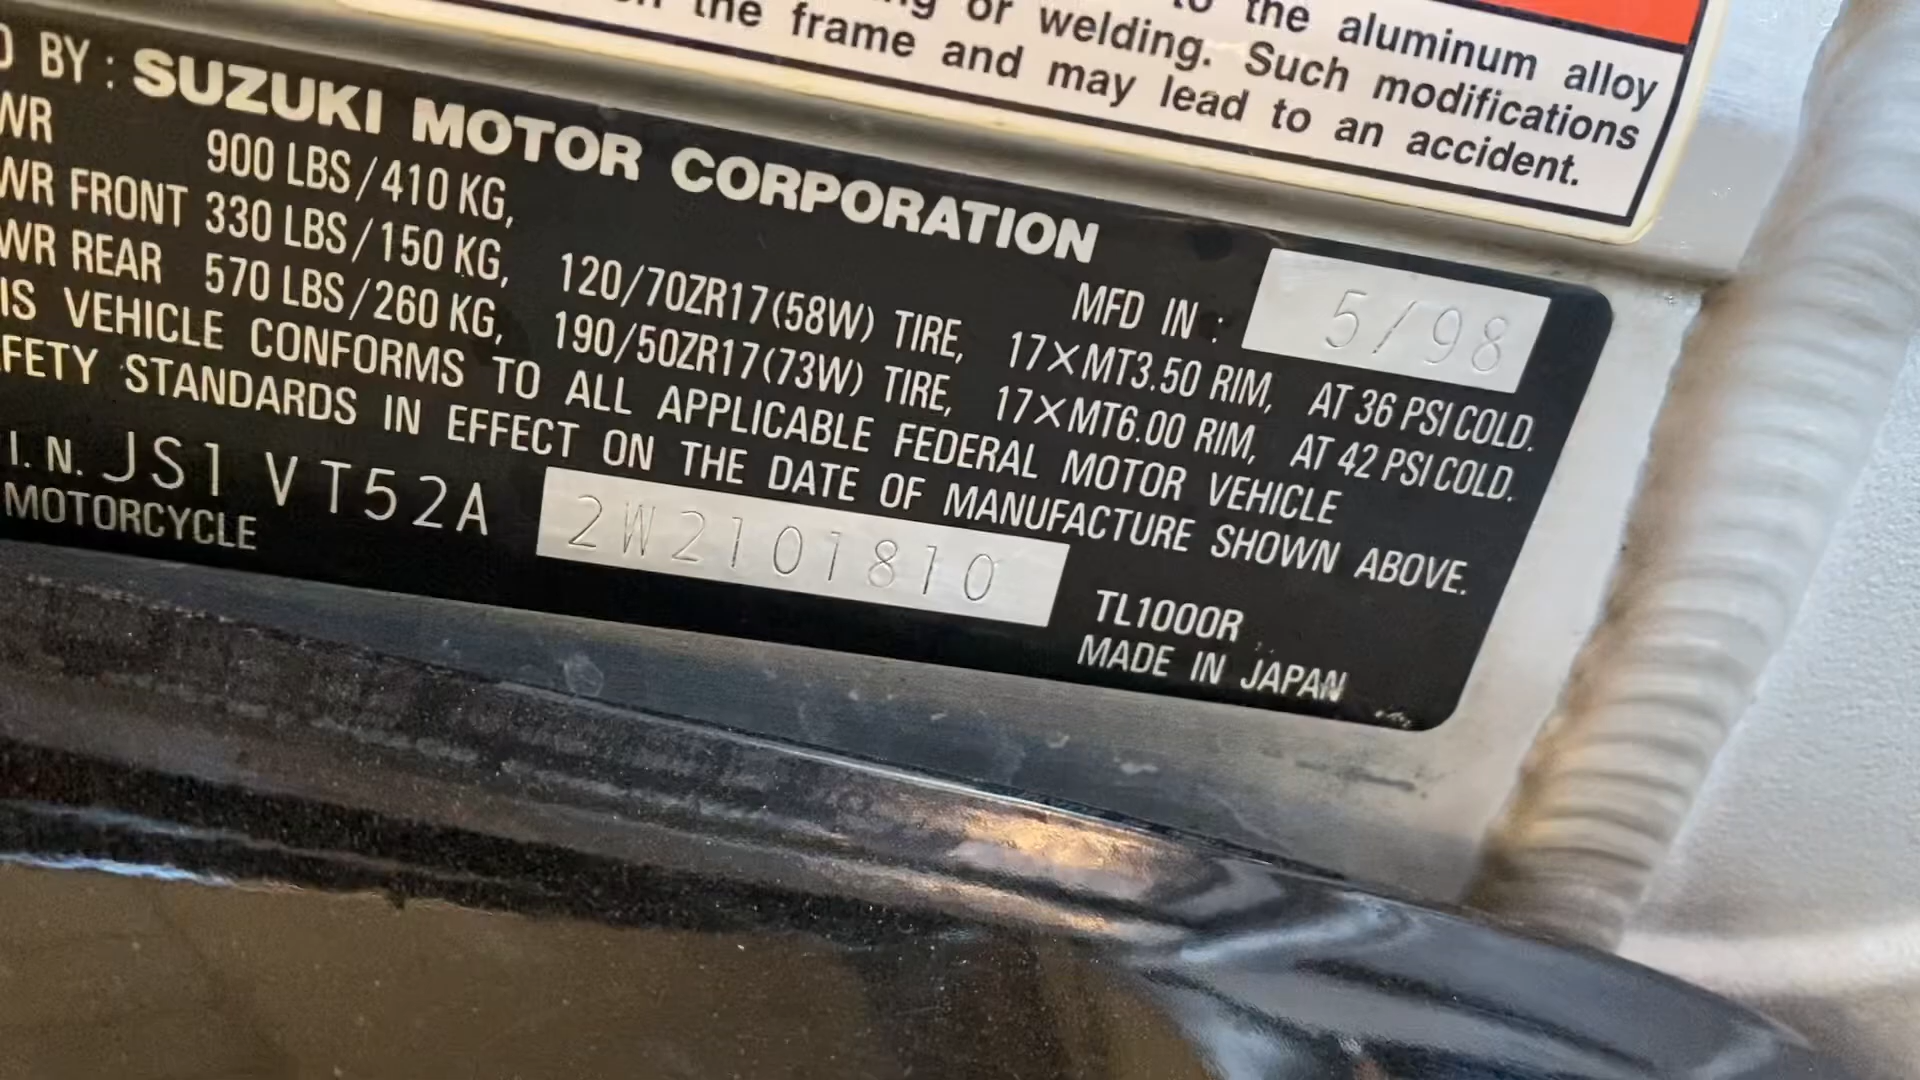 to the aluminum alloy
or welding. Such modifications
the frame and may lead to an accident.
BY: SUZUKI MOTOR CORPORATION
WR 900 LBS/410 KG, MFD IN: 5/98
WR FRONT 330 LBS/150 KG, 120/70ZR17(58W) TIRE, 17×MT3.50 RIM, AT 36 PSI COLD.
WR REAR 570 LBS/260 KG, 190/50ZR17(73W) TIRE, 17×MT6.00 RIM, AT 42 PSI COLD.
IS VEHICLE CONFORMS TO ALL APPLICABLE FEDERAL MOTOR VEHICLE
FETY STANDARDS IN EFFECT ON THE DATE OF MANUFACTURE SHOWN ABOVE.
I.N. JS1VT52A 2W2101810
MOTORCYCLE TL1000R
MADE IN JAPAN